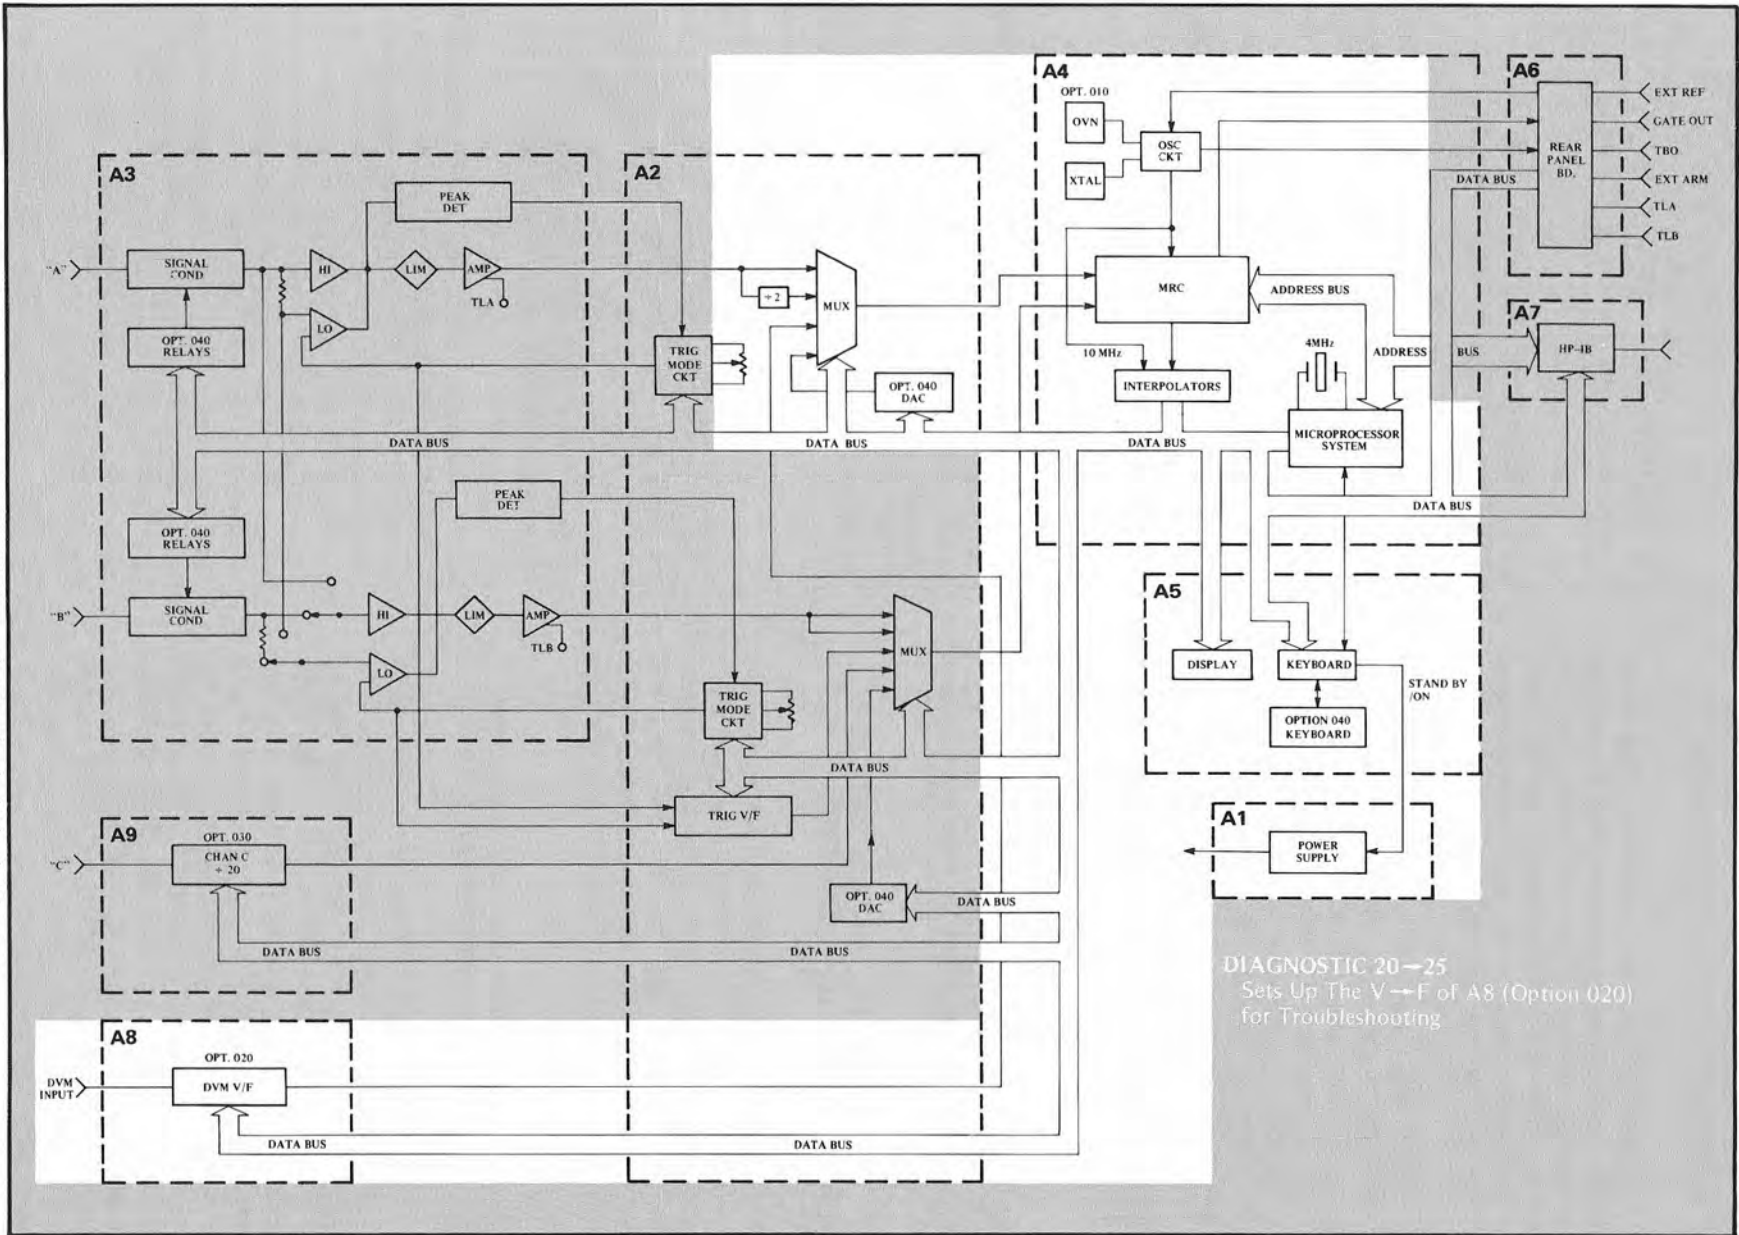 A4
A6
OPT. 010
OVN
XTAL
OSC
CKT
REAR
PANEL
BD.
EXT REF
GATE OUT
TBO
EXT ARM
TLA
TLB
DATA BUS
A3
A2
PEAK
DET
"A"
SIGNAL
COND
HI
LIM
AMP
TLA
LO
OPT. 040
RELAYS
TRIG
MODE
CKT
÷ 2
MUX
OPT. 040
DAC
MRC
ADDRESS BUS
10 MHz
INTERPOLATORS
4MHz
ADDRESS
BUS
A7
HP-IB
MICROPROCESSOR
SYSTEM
DATA BUS
DATA BUS
DATA BUS
DATA BUS
PEAK
DET
OPT. 040
RELAYS
"B"
SIGNAL
COND
HI
LIM
AMP
TLB
LO
MUX
TRIG
MODE
CKT
DATA BUS
TRIG V/F
A5
DISPLAY
KEYBOARD
OPTION 040
KEYBOARD
STAND BY
/ON
A1
POWER
SUPPLY
A9
OPT. 030
"C"
CHAN C
÷ 20
OPT. 040
DAC
DATA BUS
DATA BUS
DATA BUS
DIAGNOSTIC 20→25
Sets Up The V→F of A8 (Option 020)
for Troubleshooting
A8
OPT. 020
DVM
INPUT
DVM V/F
DATA BUS
DATA BUS